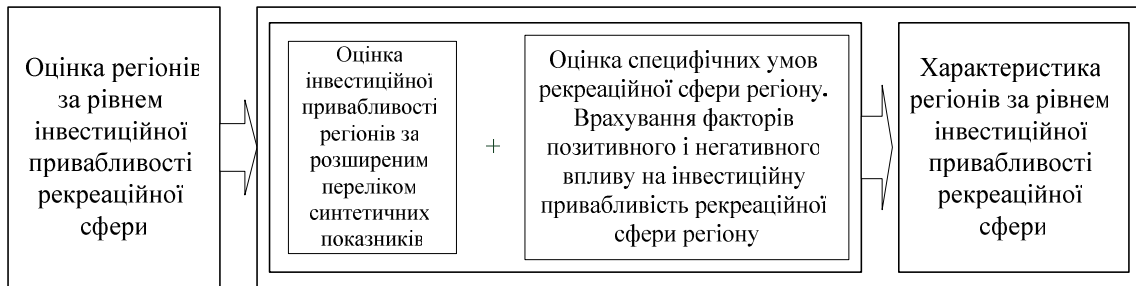 Оцінка регіонів
за рівнем
інвестиційної
привабливості
рекреаційної
сфери
Оцінка
інвестиційної
привабливості
регіонів за
розширеним
переліком
синтетичних
показників
+
Оцінка специфічних умов
рекреаційної сфери регіону.
Врахування факторів
позитивного і негативного
впливу на інвестиційну
привабливість рекреаційної
сфери регіону
Характеристика
регіонів за рівнем
інвестиційної
привабливості
рекреаційної
сфери